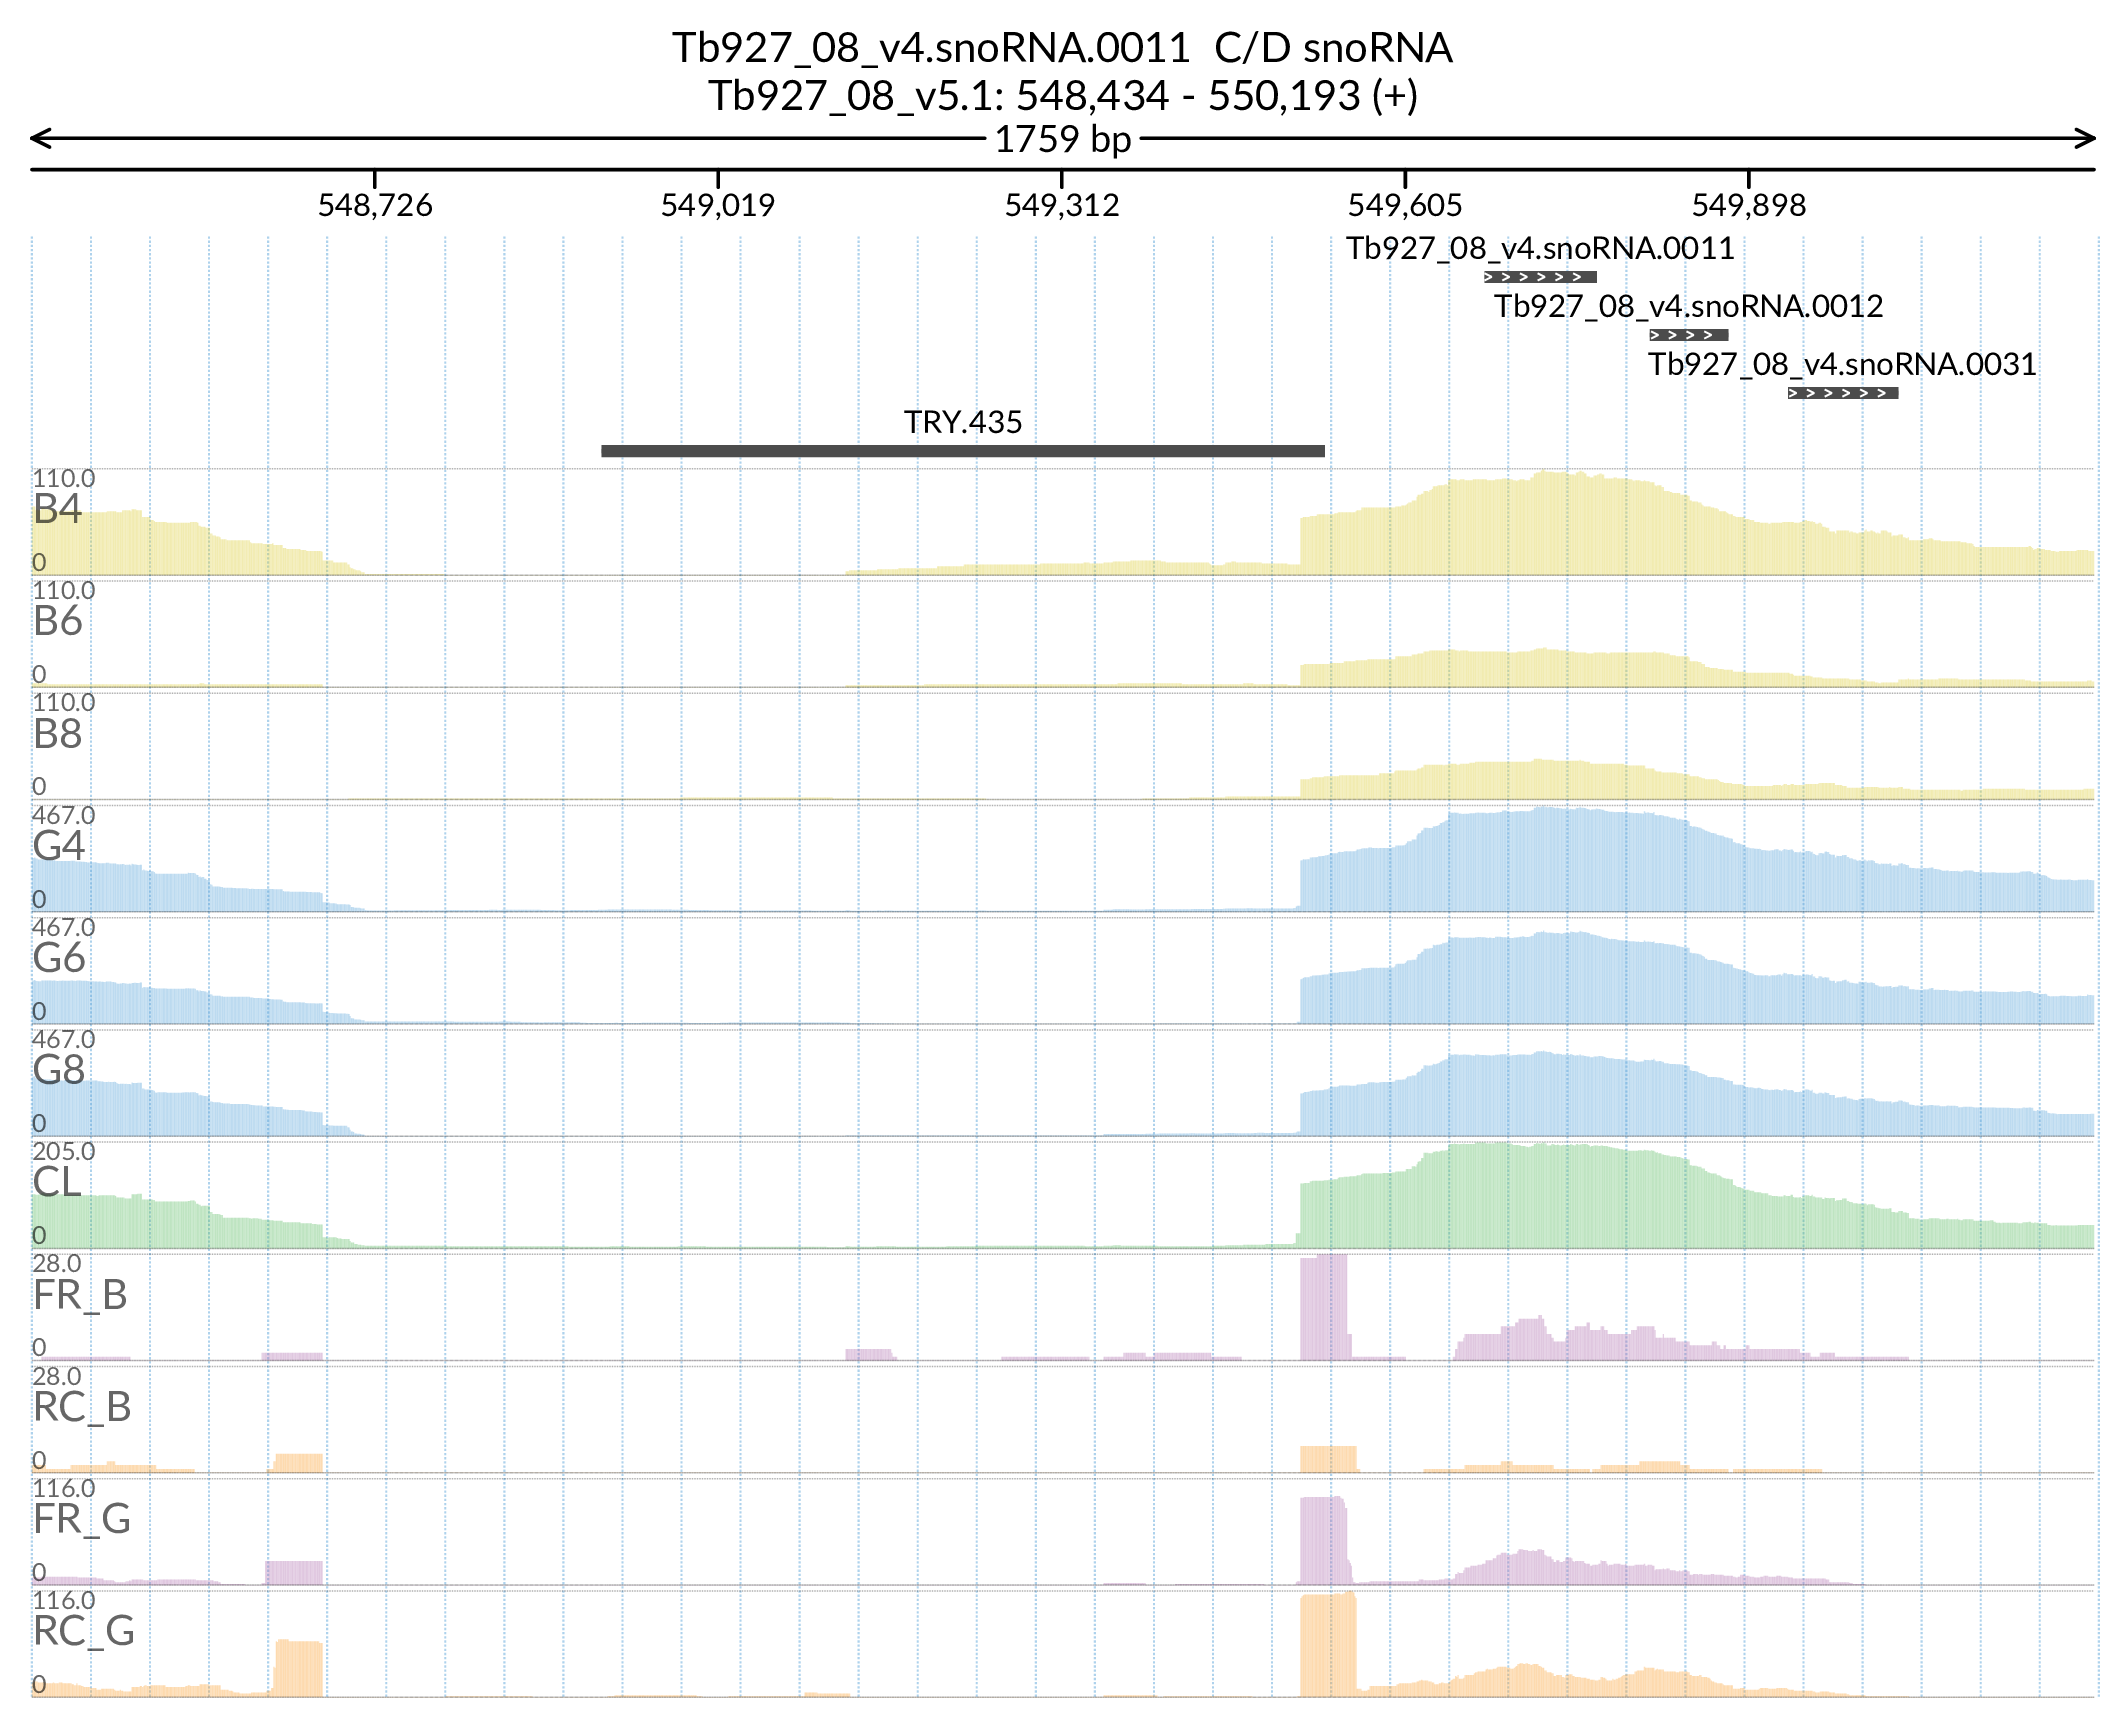 Tb927_08_v4.snoRNA.0011  C/D snoRNA
Tb927_08_v5.1: 548,434 - 550,193 (+)
1759 bp
548,726 549,019 549,312 549,605 549,898
Tb927_08_v4.snoRNA.0011
> > > > > >
Tb927_08_v4.snoRNA.0012
> > > >
Tb927_08_v4.snoRNA.0031
> > > > > >
TRY.435
110.0
B4
0
110.0
B6
0
110.0
B8
0
467.0
G4
0
467.0
G6
0
467.0
G8
0
205.0
CL
0
28.0
FR_B
0
28.0
RC_B
0
116.0
FR_G
0
116.0
RC_G
0